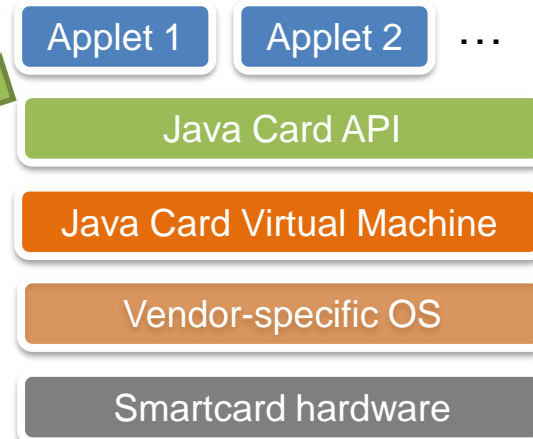 Applet 1 Applet 2 ...
Java Card API
Java Card Virtual Machine
Vendor-specific OS
Smartcard hardware